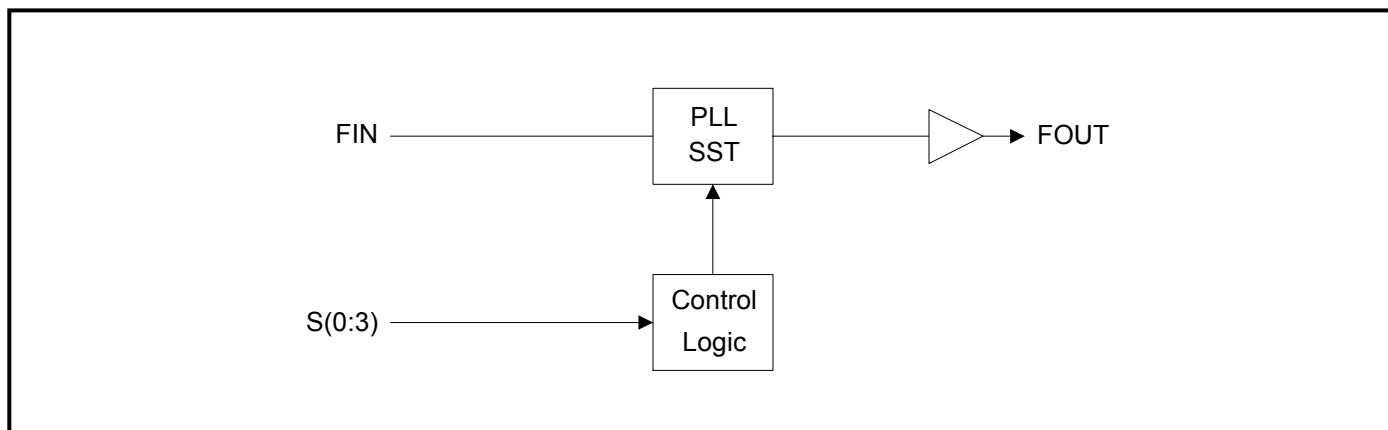 FIN
PLL
SST
FOUT
S(0:3)
Control
Logic